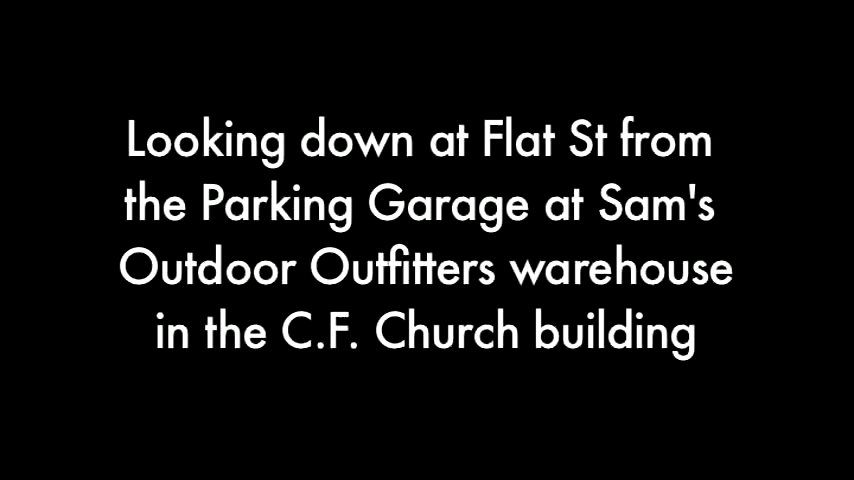 Looking down at Flat St from
the Parking Garage at Sam's
Outdoor Outfitters warehouse
in the C.F. Church building